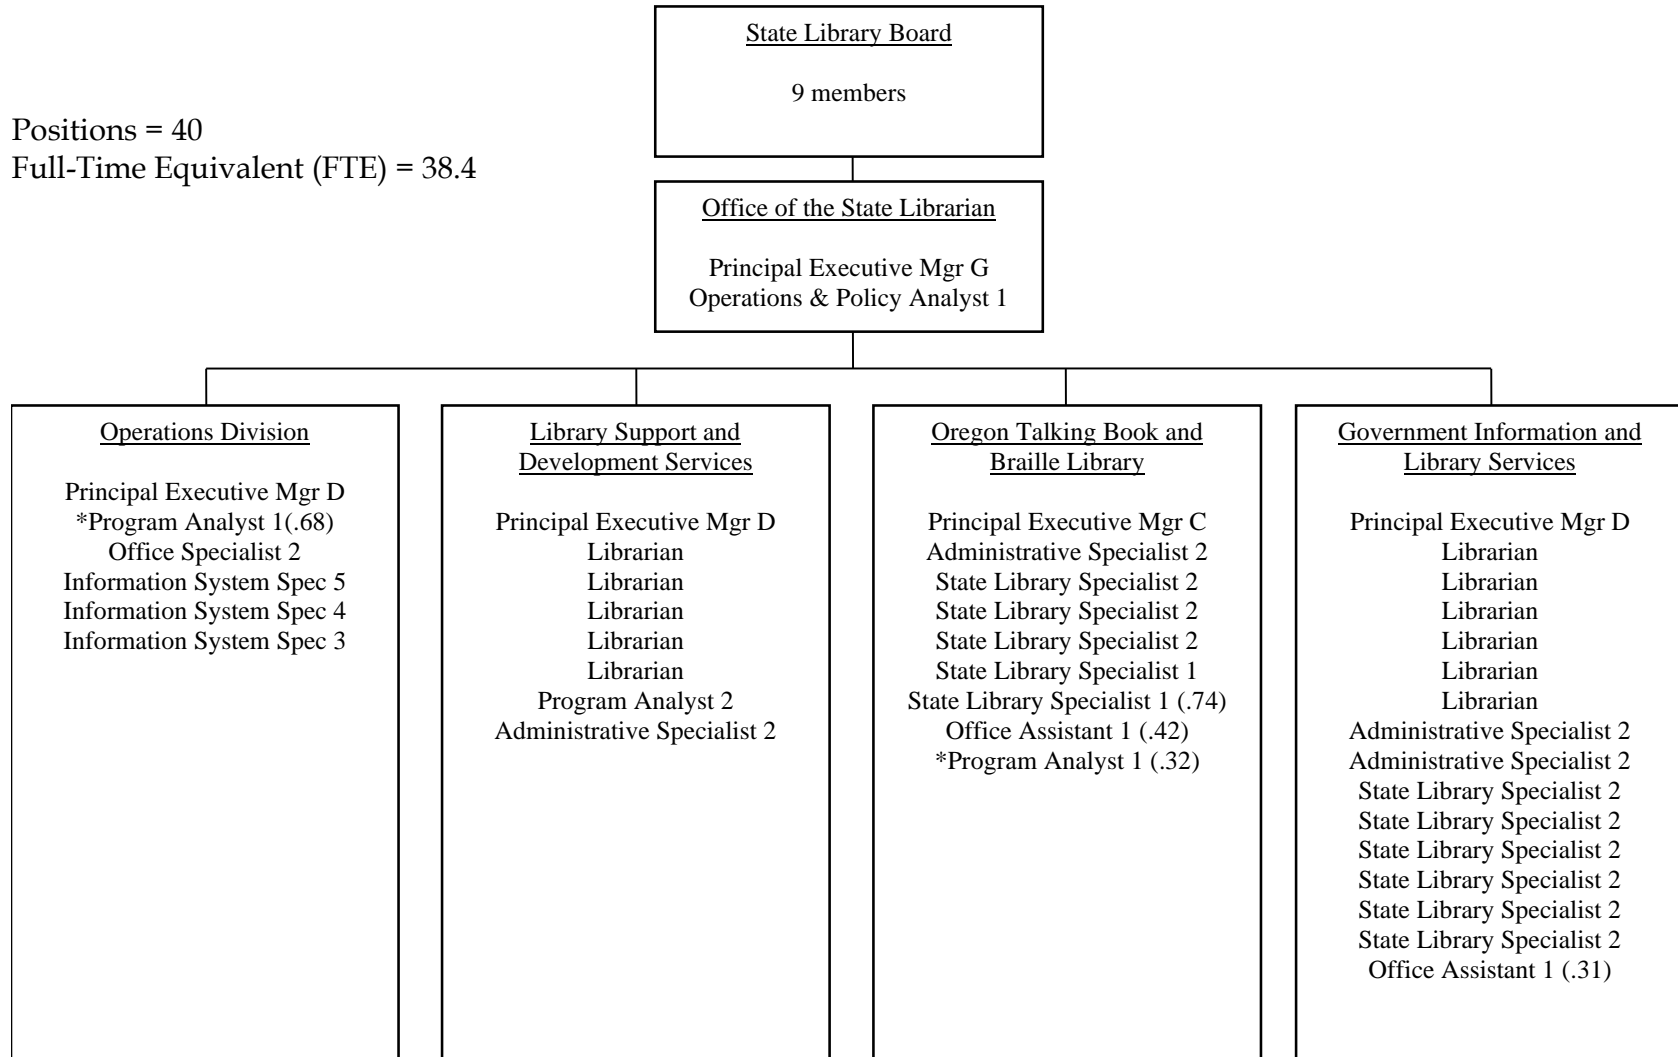 State Library Board
9 members
Positions = 40
Full-Time Equivalent (FTE) = 38.4
Office of the State Librarian
Principal Executive Mgr G
Operations & Policy Analyst 1
Operations Division
Principal Executive Mgr D
*Program Analyst 1(.68)
Office Specialist 2
Information System Spec 5
Information System Spec 4
Information System Spec 3
Library Support and
Development Services
Principal Executive Mgr D
Librarian
Librarian
Librarian
Librarian
Librarian
Program Analyst 2
Administrative Specialist 2
Oregon Talking Book and
Braille Library
Principal Executive Mgr C
Administrative Specialist 2
State Library Specialist 2
State Library Specialist 2
State Library Specialist 2
State Library Specialist 1
State Library Specialist 1 (.74)
Office Assistant 1 (.42)
*Program Analyst 1 (.32)
Government Information and
Library Services
Principal Executive Mgr D
Librarian
Librarian
Librarian
Librarian
Librarian
Librarian
Administrative Specialist 2
Administrative Specialist 2
State Library Specialist 2
State Library Specialist 2
State Library Specialist 2
State Library Specialist 2
State Library Specialist 2
State Library Specialist 2
Office Assistant 1 (.31)